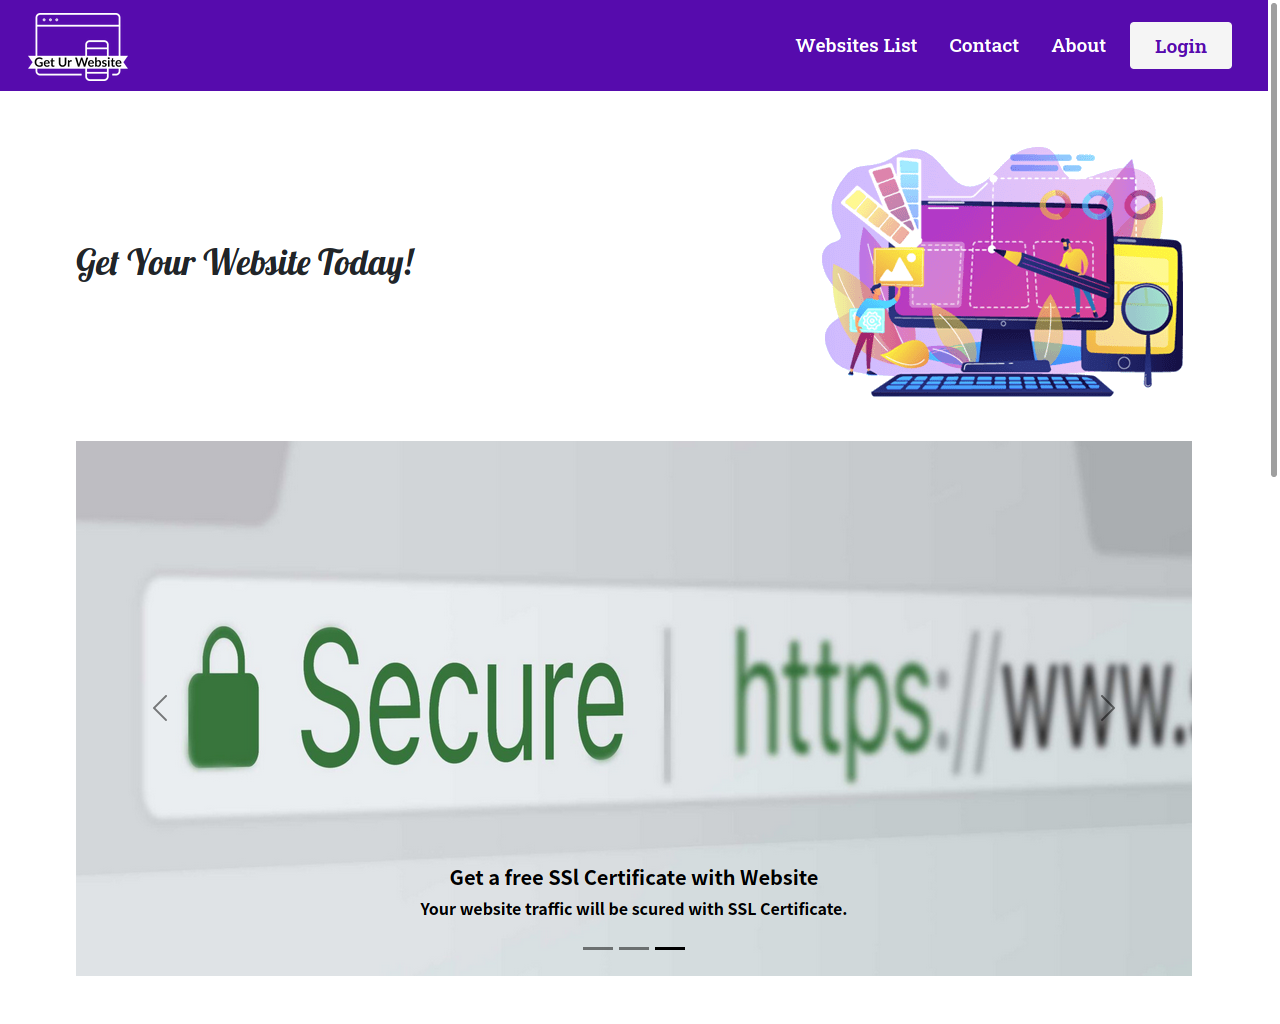 Get Ur Website
Websites List
Contact
About
Login
Get Your Website Today!
Secure
https://www.
Get a free SSl Certificate with Website
Your website traffic will be scured with SSL Certificate.